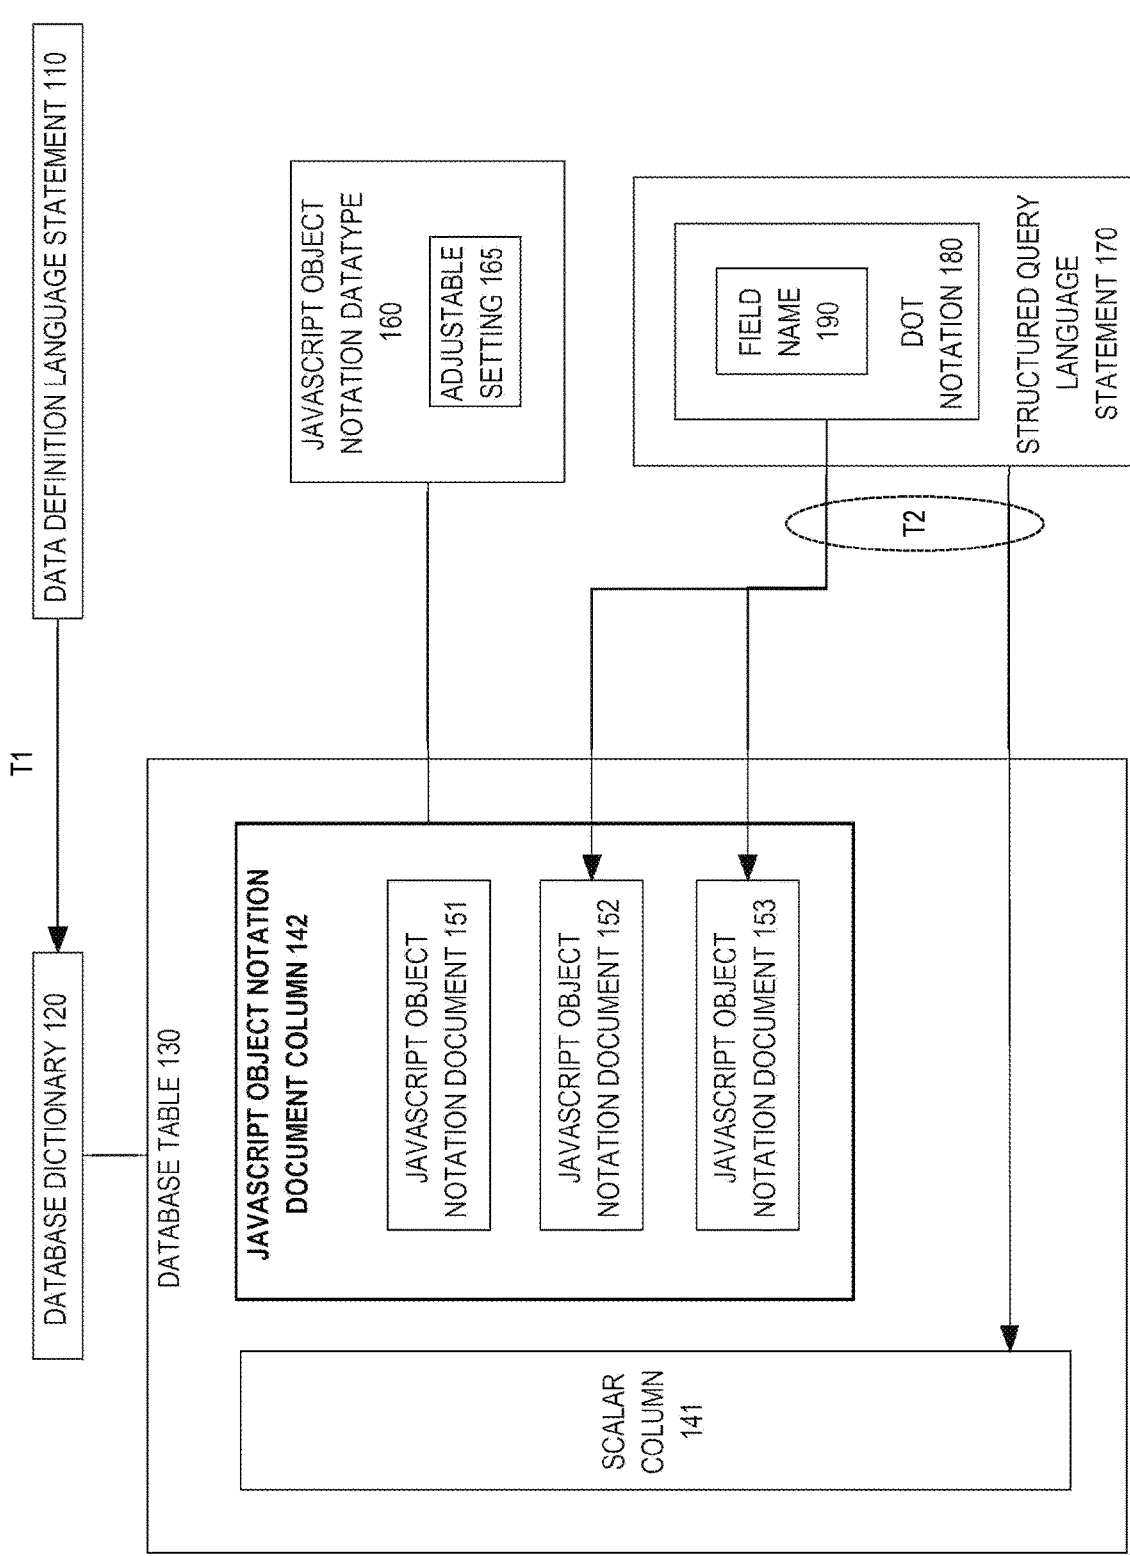 DATA DEFINITION LANGUAGE STATEMENT 110
T1
DATABASE DICTIONARY 120
DATABASE TABLE 130
JAVASCRIPT OBJECT NOTATION
DOCUMENT COLUMN 142
JAVASCRIPT OBJECT
NOTATION DOCUMENT 151
JAVASCRIPT OBJECT
NOTATION DOCUMENT 152
JAVASCRIPT OBJECT
NOTATION DOCUMENT 153
SCALAR
COLUMN
141
JAVASCRIPT OBJECT
NOTATION DATATYPE
160
ADJUSTABLE
SETTING 165
FIELD
NAME
190
DOT
NOTATION 180
STRUCTURED QUERY
LANGUAGE
STATEMENT 170
T2